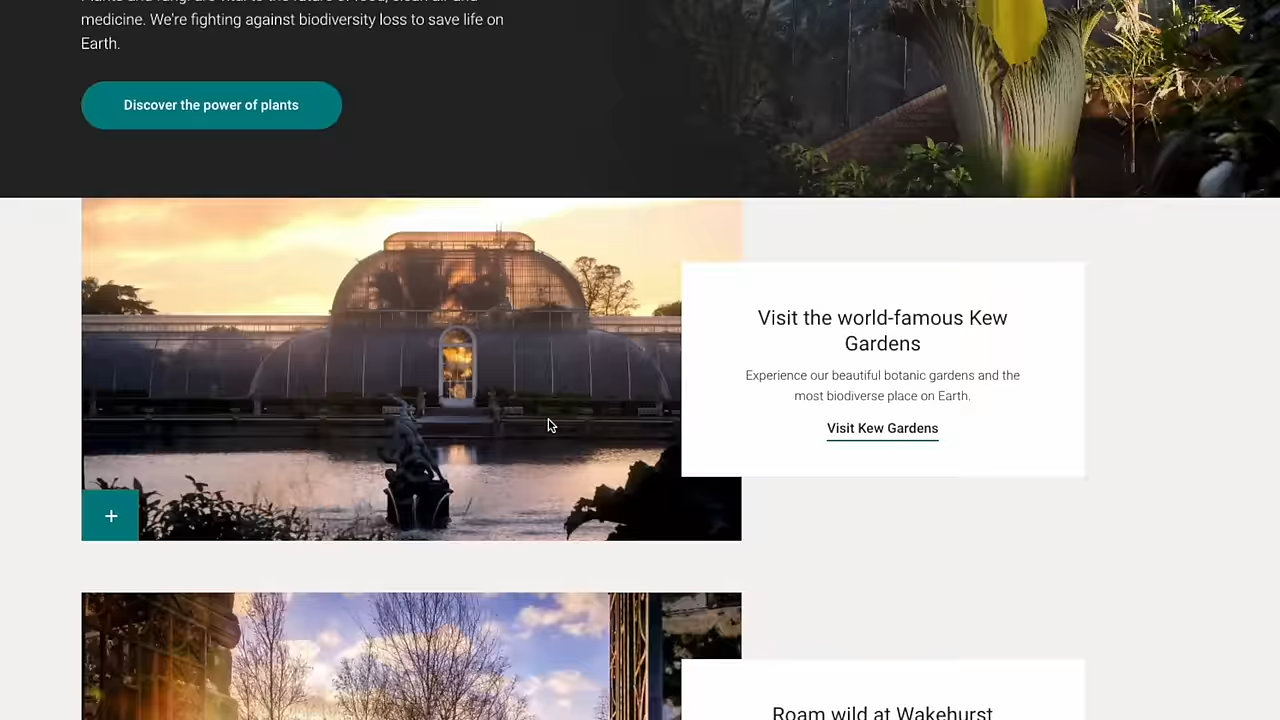 medicine. We're fighting against biodiversity loss to save life on
Earth.
Discover the power of plants
Visit the world-famous Kew
Gardens
Experience our beautiful botanic gardens and the
most biodiverse place on Earth.
Visit Kew Gardens
Roam wild at Wakehurst